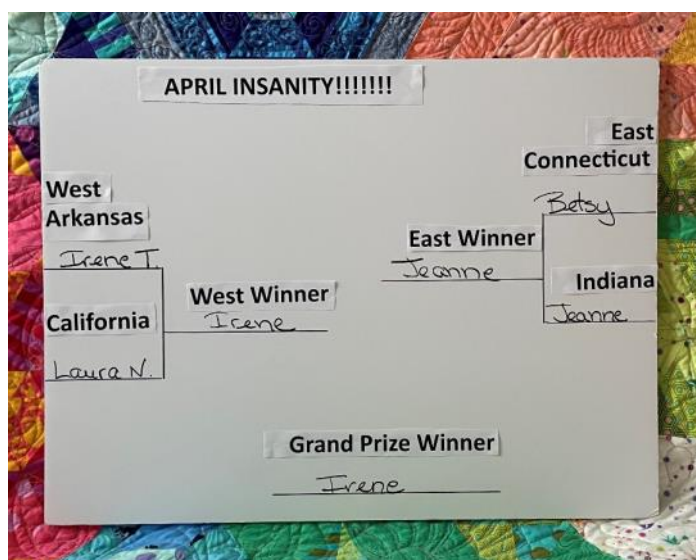 APRIL INSANITY!!!!!!!
West
Arkansas
Irene T.
California
Laura N.
West Winner
Irene
East
Connecticut
Betsy
East Winner
Jeanne
Indiana
Jeanne
Grand Prize Winner
Irene